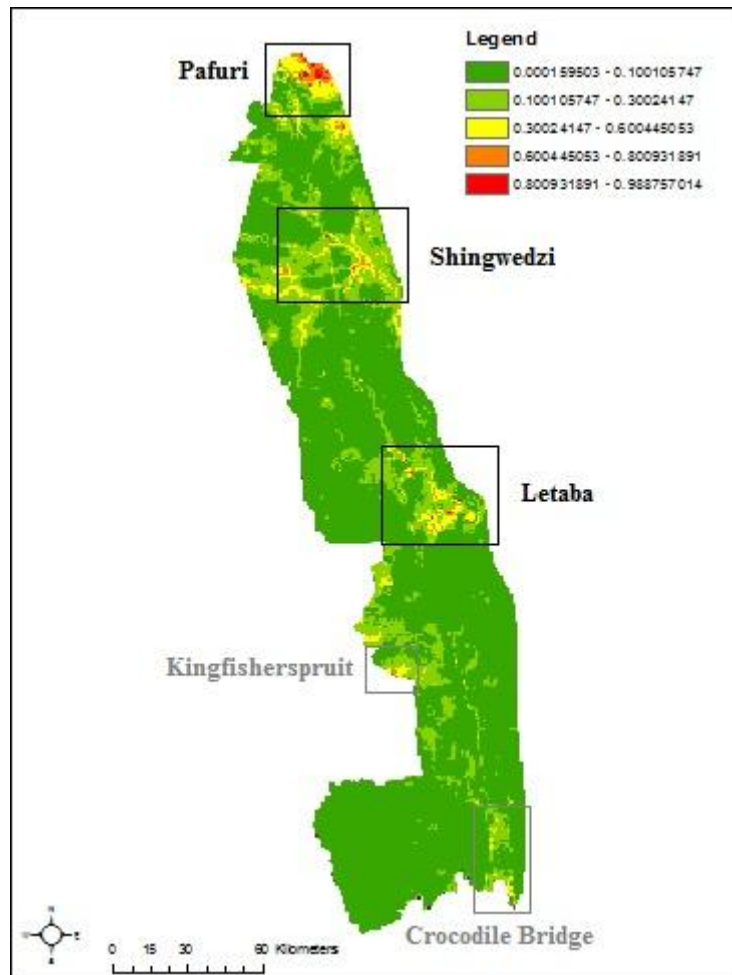 Legend
Pafuri
0.000159503 - 0.100105747
0.100105747 - 0.30024147
0.30024147 - 0.600445053
0.600445053 - 0.800931891
0.800931891 - 0.988757014
Shingwedzi
Letaba
Kingfisherspruit
Crocodile Bridge
0 15 30 60 Kilometers